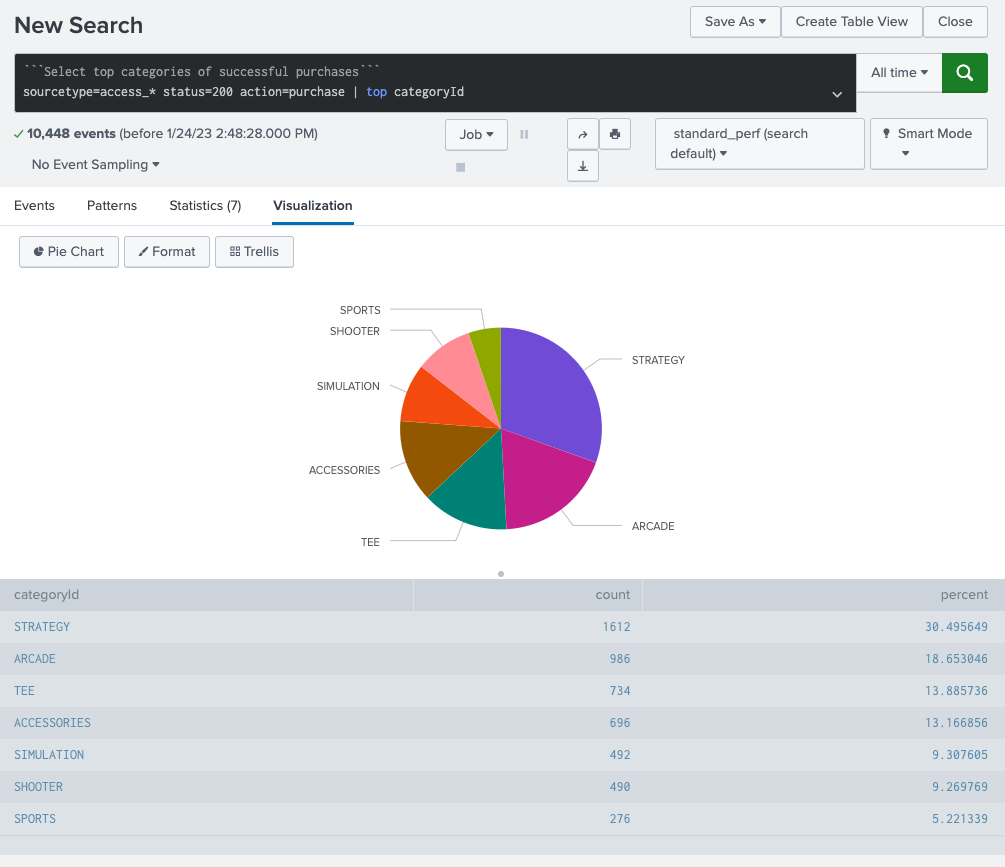 New Search
Save As
Create Table View
Close
```Select top categories of successful purchases```
sourcetype=access_* status=200 action=purchase | top categoryId
All time
10,448 events (before 1/24/23 2:48:28.000 PM)
Job
standard_perf (search default)
Smart Mode
No Event Sampling
Events
Patterns
Statistics (7)
Visualization
Pie Chart
Format
Trellis
SPORTS
SHOOTER
STRATEGY
SIMULATION
ACCESSORIES
ARCADE
TEE
categoryId count percent
STRATEGY 1612 30.495649
ARCADE 986 18.653046
TEE 734 13.885736
ACCESSORIES 696 13.166856
SIMULATION 492 9.307605
SHOOTER 490 9.269769
SPORTS 276 5.221339